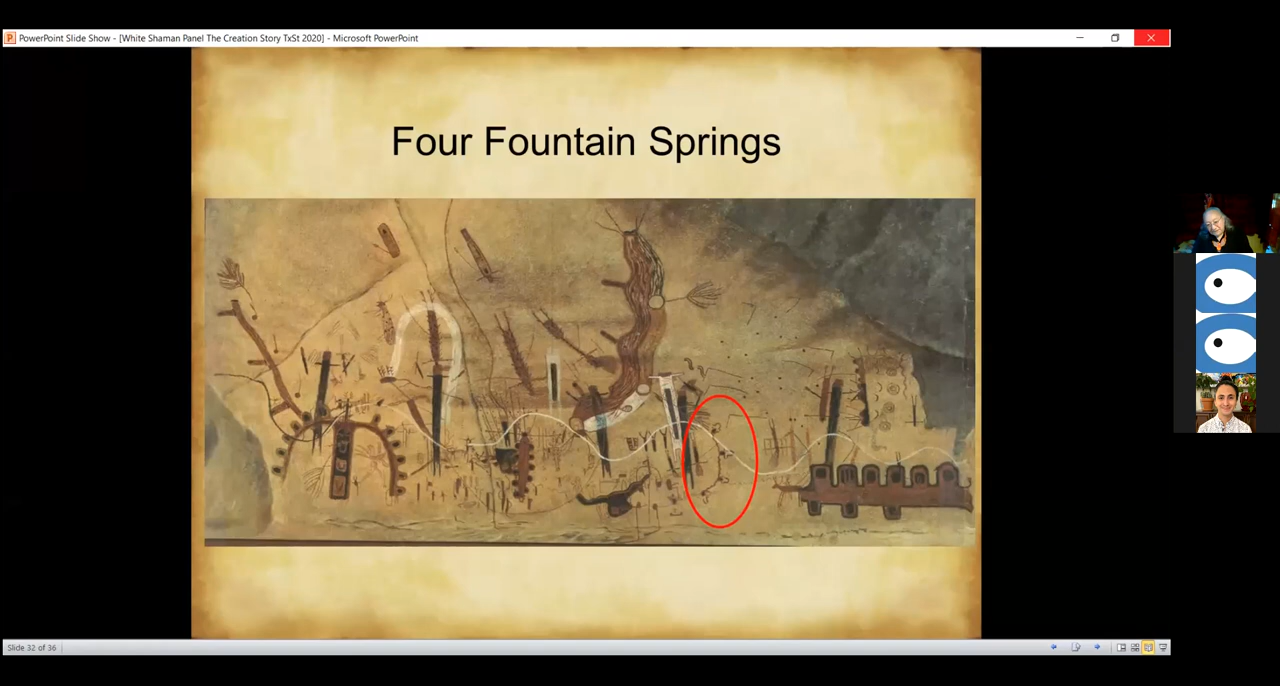 PowerPoint Slide Show - [White Shaman Panel The Creation Story TxSt 2020] - Microsoft PowerPoint
Four Fountain Springs
Slide 32 of 36